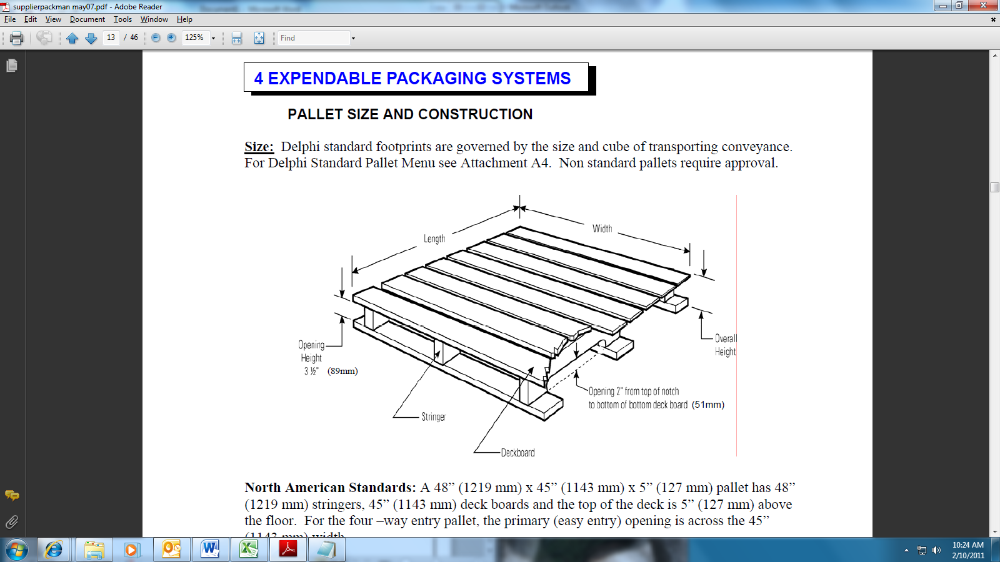 supplierpackman may07.pdf - Adobe Reader
File Edit View Document Tools Window Help
13 / 46 125% Find
4 EXPENDABLE PACKAGING SYSTEMS
PALLET SIZE AND CONSTRUCTION
Size: Delphi standard footprints are governed by the size and cube of transporting conveyance.
For Delphi Standard Pallet Menu see Attachment A4. Non standard pallets require approval.
Width
Length
Opening
Height
3 ½" (89mm)
Overall
Height
Opening 2" from top of notch
to bottom of bottom deck board (51mm)
Stringer
Deckboard
North American Standards: A 48” (1219 mm) x 45” (1143 mm) x 5” (127 mm) pallet has 48”
(1219 mm) stringers, 45” (1143 mm) deck boards and the top of the deck is 5” (127 mm) above
the floor. For the four –way entry pallet, the primary (easy entry) opening is across the 45”
(1143 mm) width
10:24 AM
2/10/2011